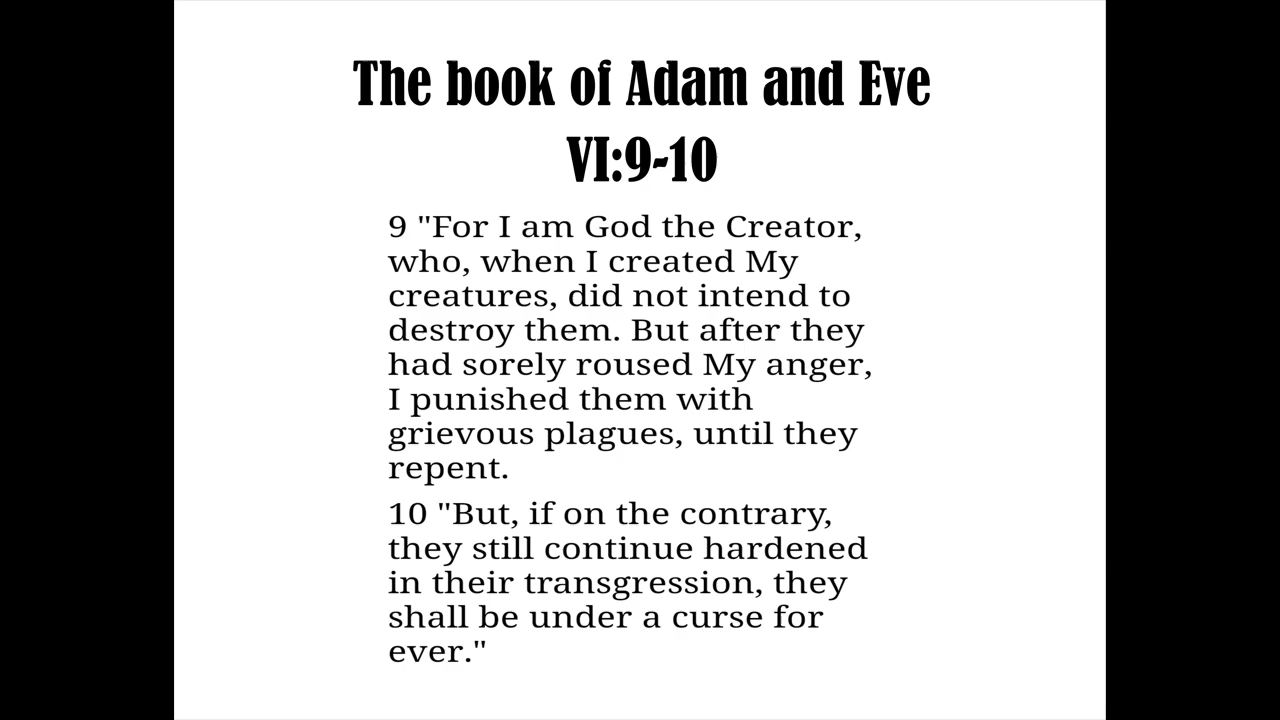 The book of Adam and Eve
VI:9-10
9 "For I am God the Creator,
who, when I created My
creatures, did not intend to
destroy them. But after they
had sorely roused My anger,
I punished them with
grievous plagues, until they
repent.
10 "But, if on the contrary,
they still continue hardened
in their transgression, they
shall be under a curse for
ever."